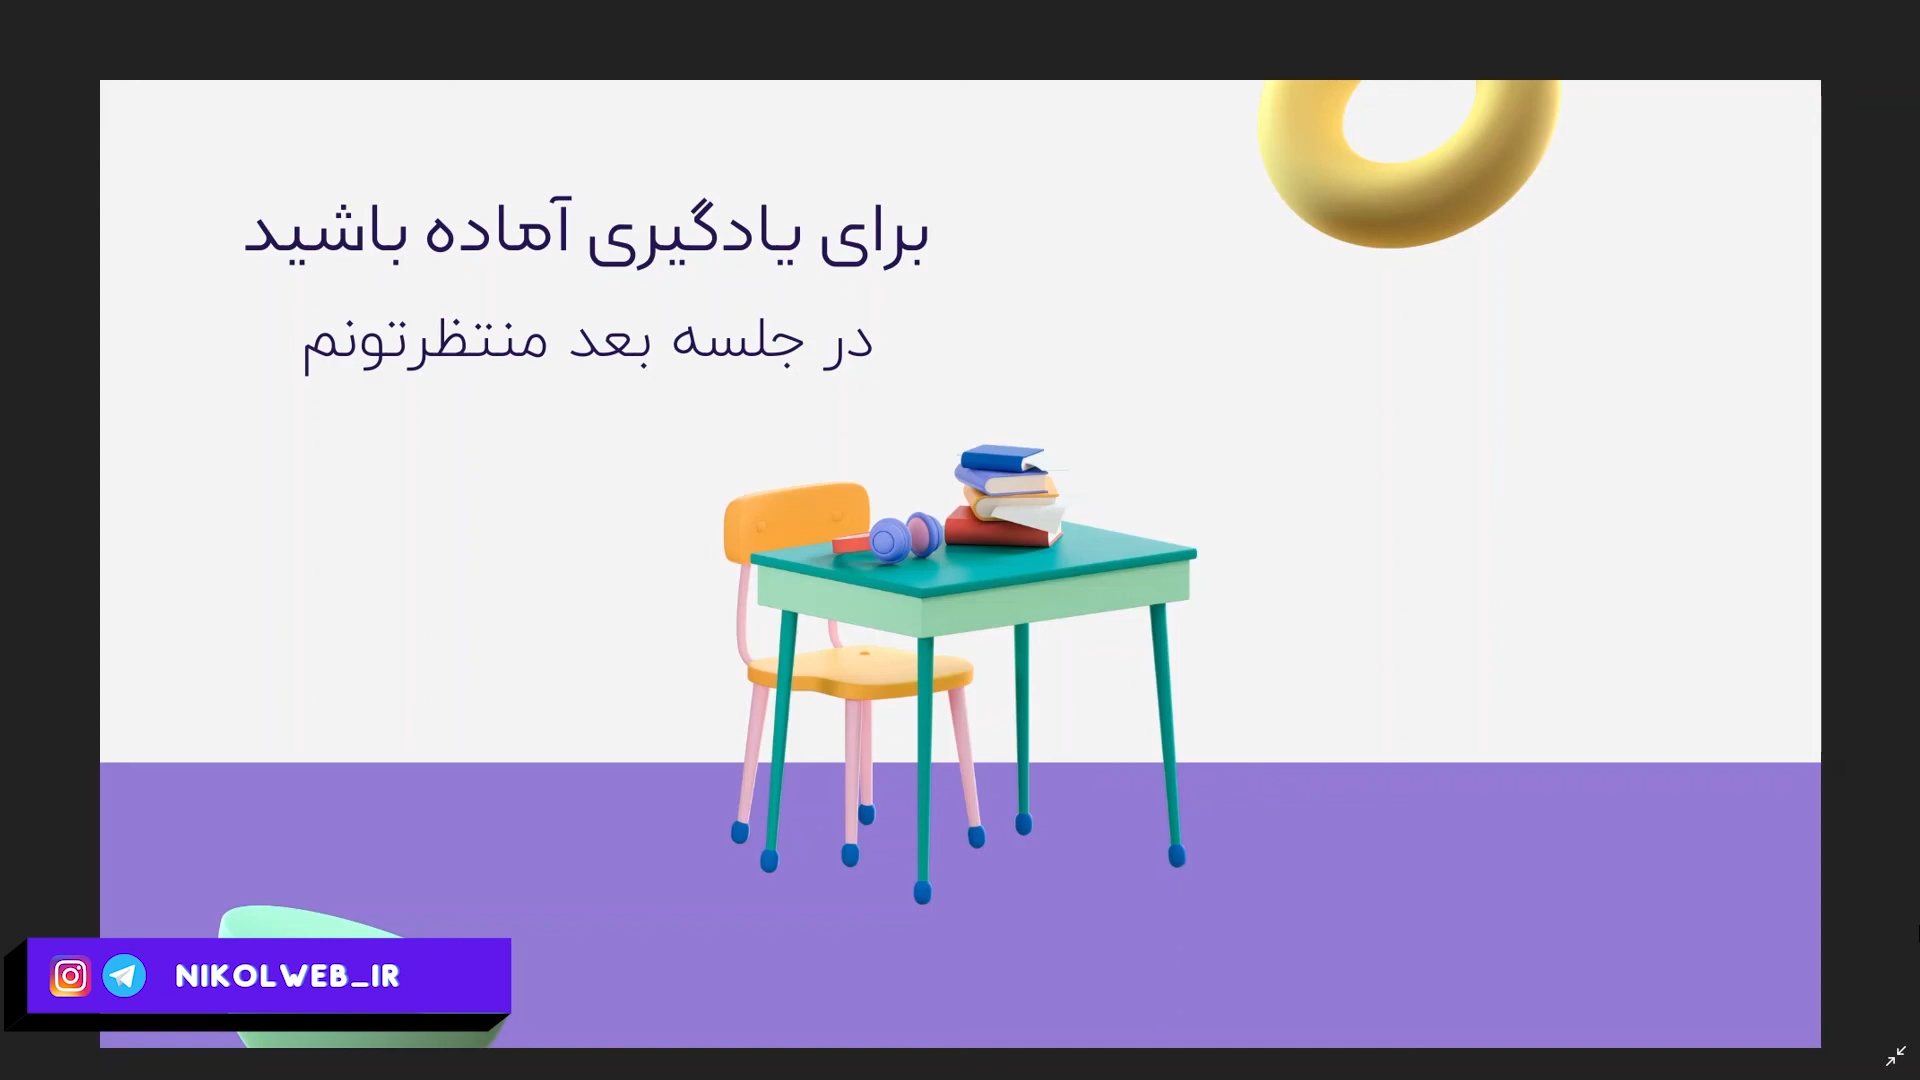 برای یادگیری آماده باشید
در جلسه بعد منتظرتونم
NIKOLWEB_IR